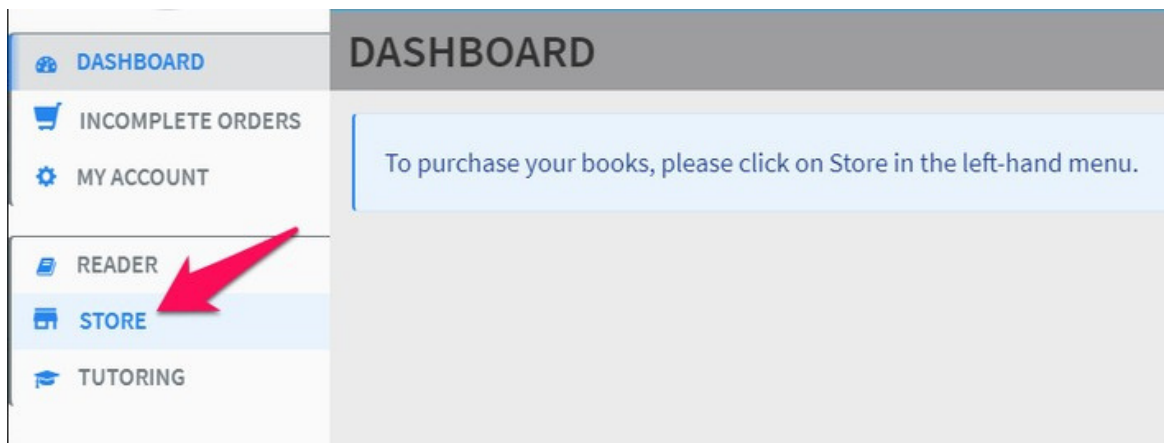 DASHBOARD
INCOMPLETE ORDERS
MY ACCOUNT
READER
STORE
TUTORING
DASHBOARD
To purchase your books, please click on Store in the left-hand menu.